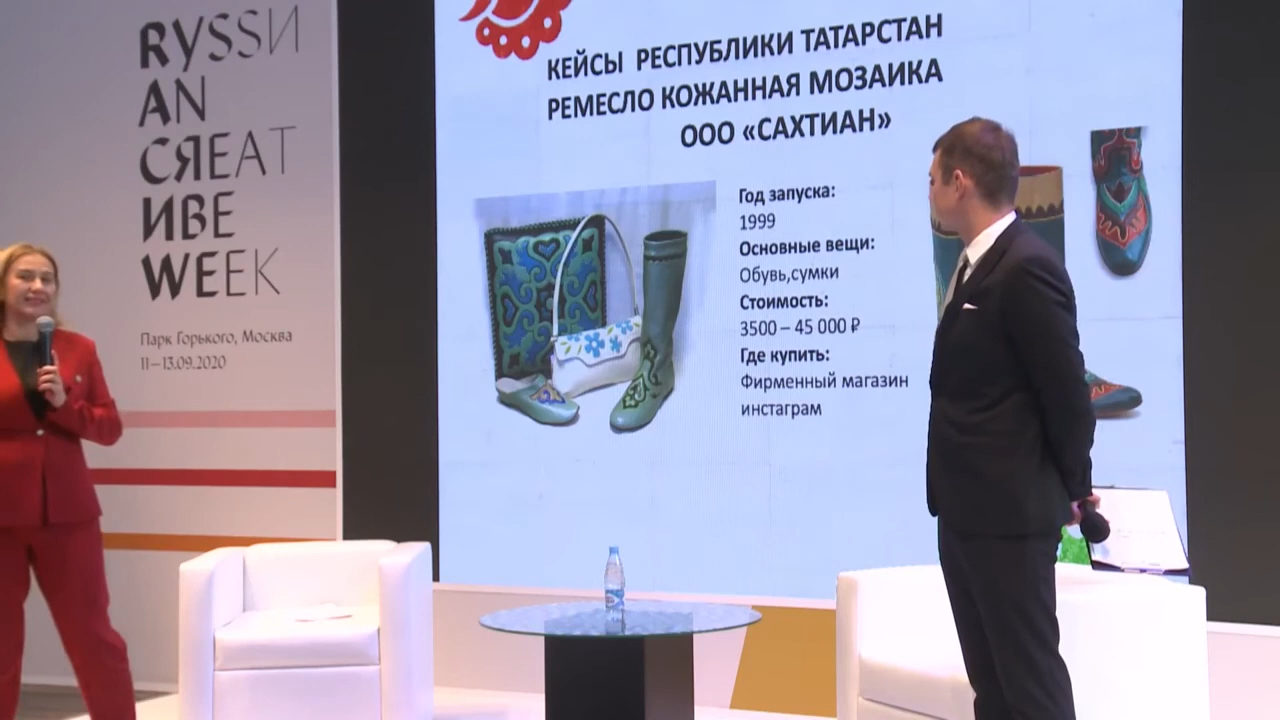 RYSSИ
AN
CЯEAT
ИBE
WEEK
Парк Горького, Москва
11–13.09.2020
КЕЙСЫ РЕСПУБЛИКИ ТАТАРСТАН
РЕМЕСЛО КОЖАННАЯ МОЗАИКА
ООО «САХТИАН»
Год запуска:
1999
Основные вещи:
Обувь,сумки
Стоимость:
3500 – 45 000 ₽
Где купить:
Фирменный магазин
инстаграм